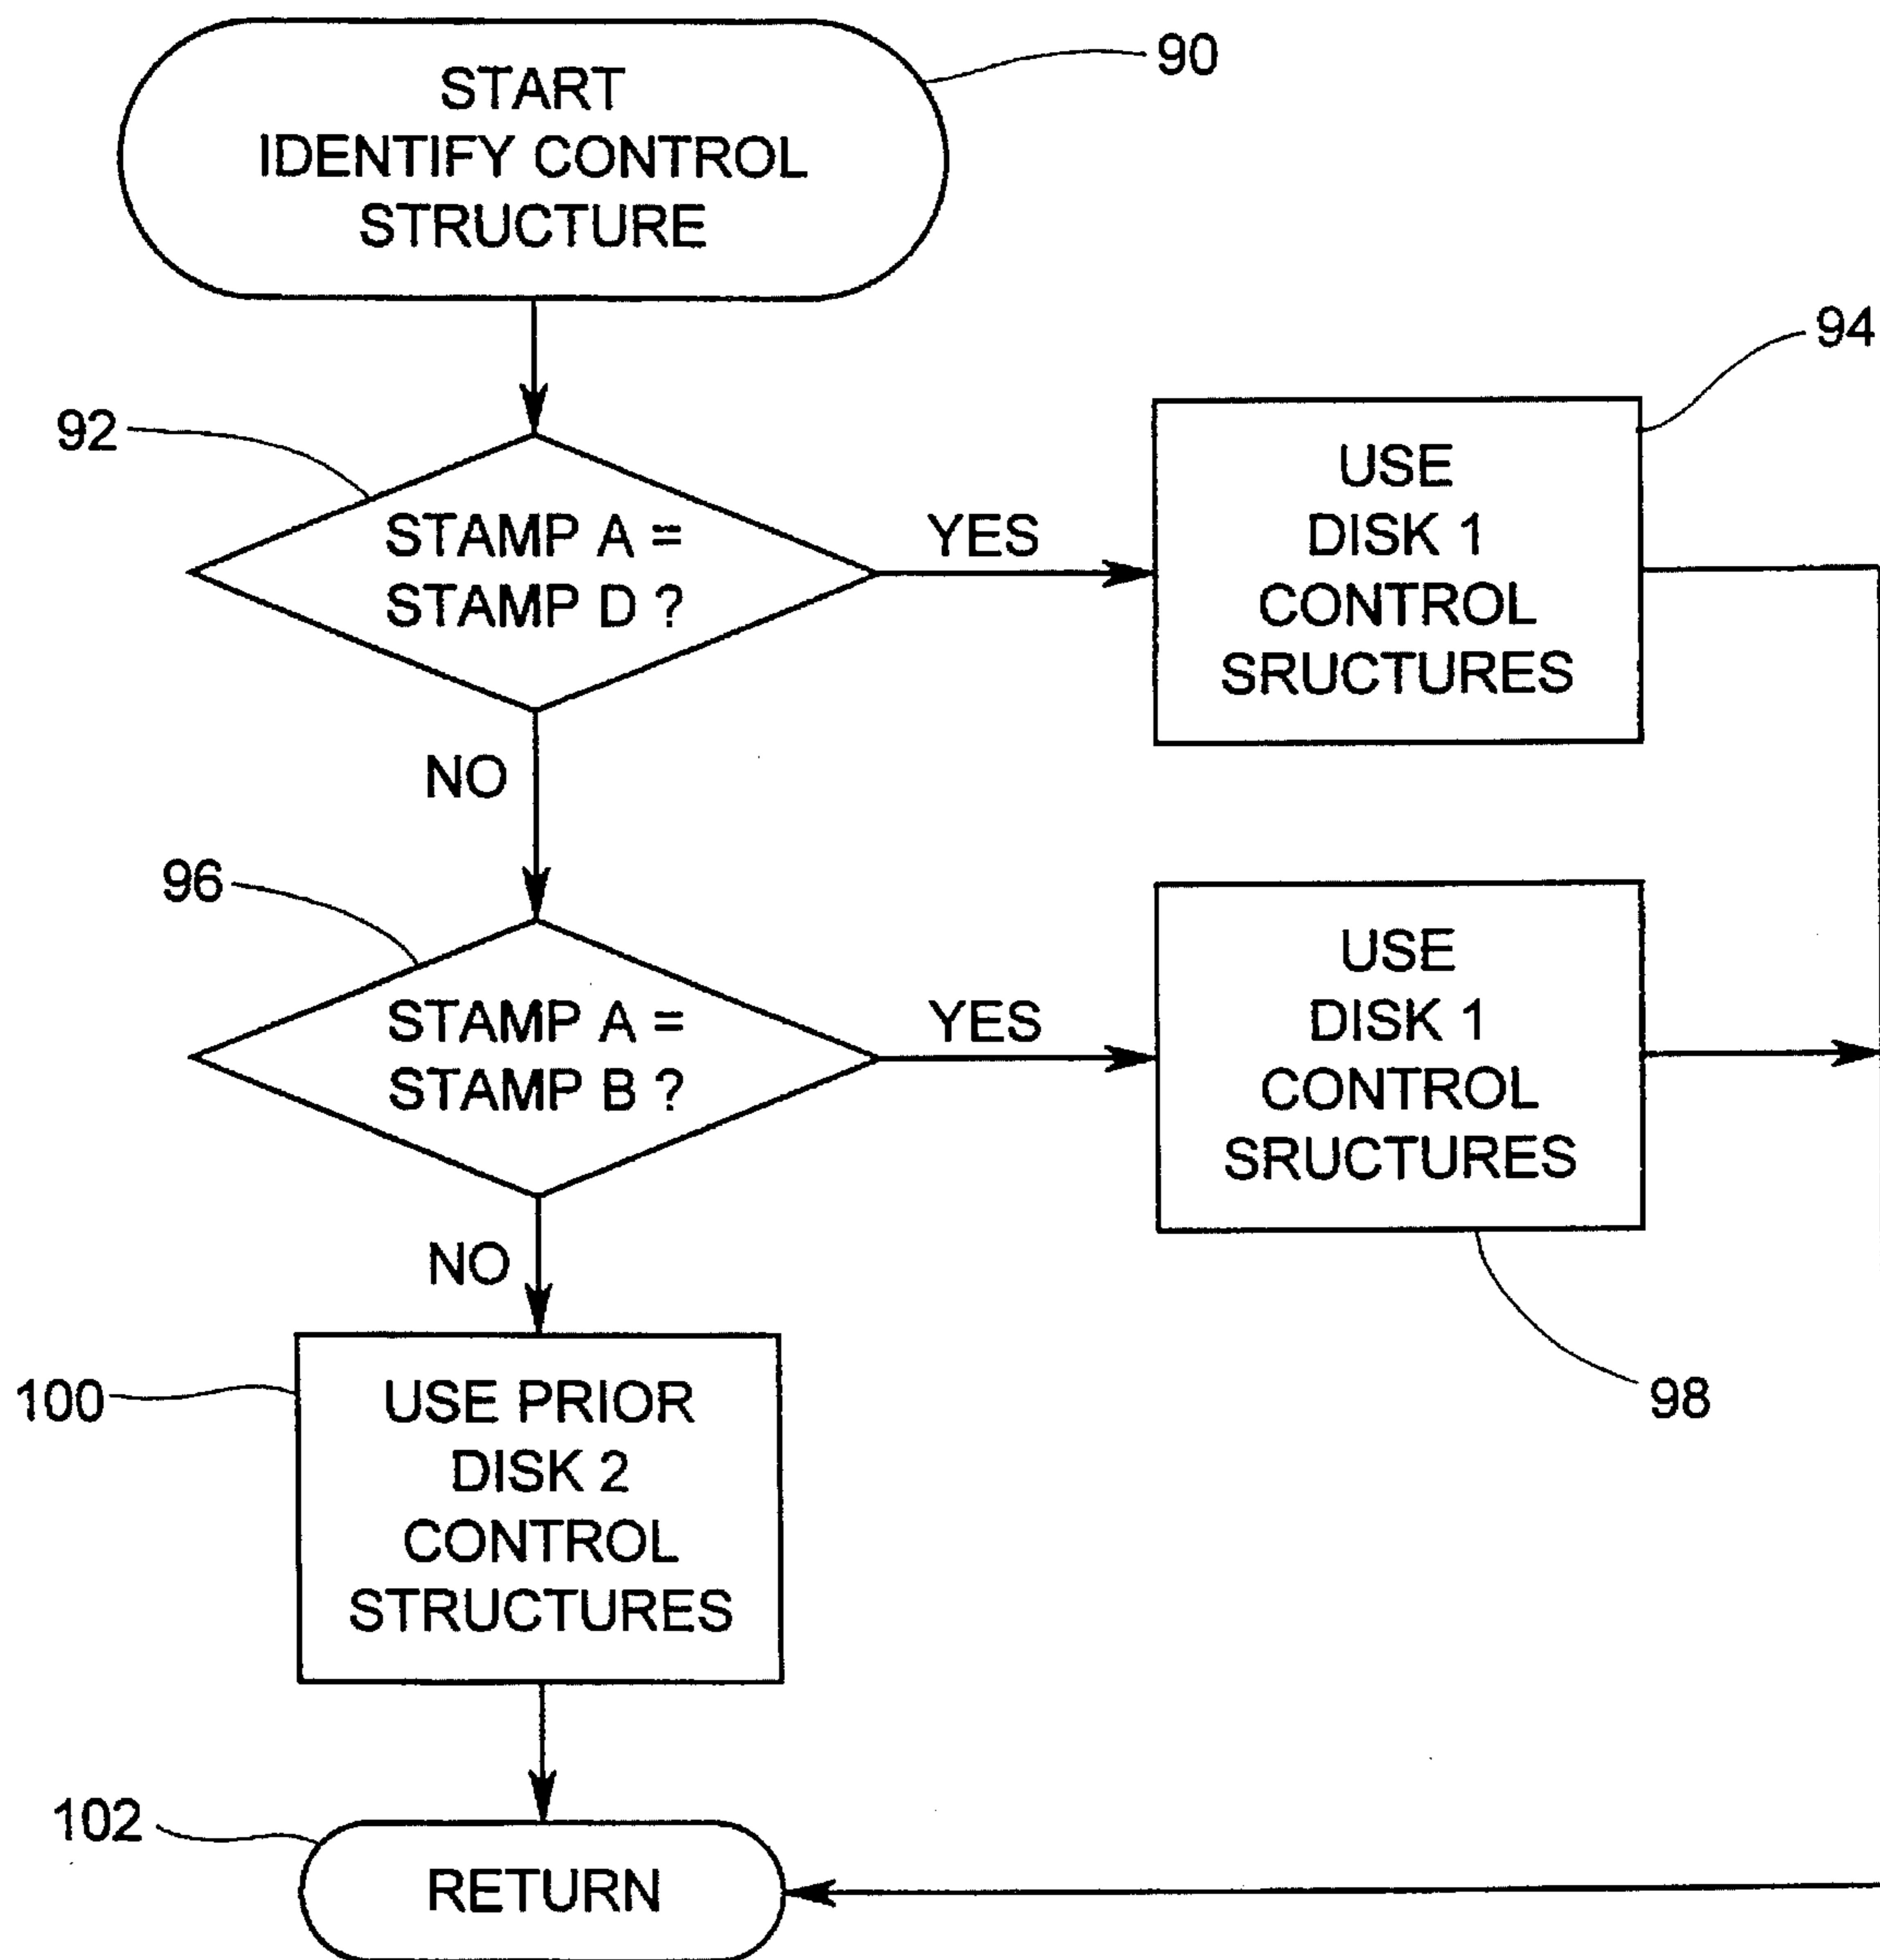 90
START
IDENTIFY CONTROL
STRUCTURE
92
STAMP A =
STAMP D ?
YES
94
USE
DISK 1
CONTROL
SRUCTURES
NO
96
STAMP A =
STAMP B ?
YES
USE
DISK 1
CONTROL
SRUCTURES
98
NO
100
USE PRIOR
DISK 2
CONTROL
STRUCTURES
102
RETURN